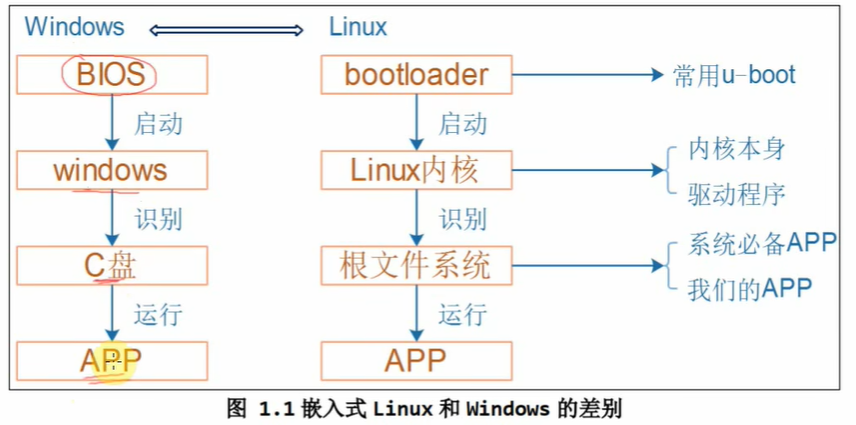 Windows
Linux
BIOS
bootloader
常用u-boot
启动
启动
windows
Linux内核
内核本身
驱动程序
识别
识别
C盘
根文件系统
系统必备APP
我们的APP
运行
运行
APP
APP
图 1.1 嵌入式 Linux 和 Windows 的差别